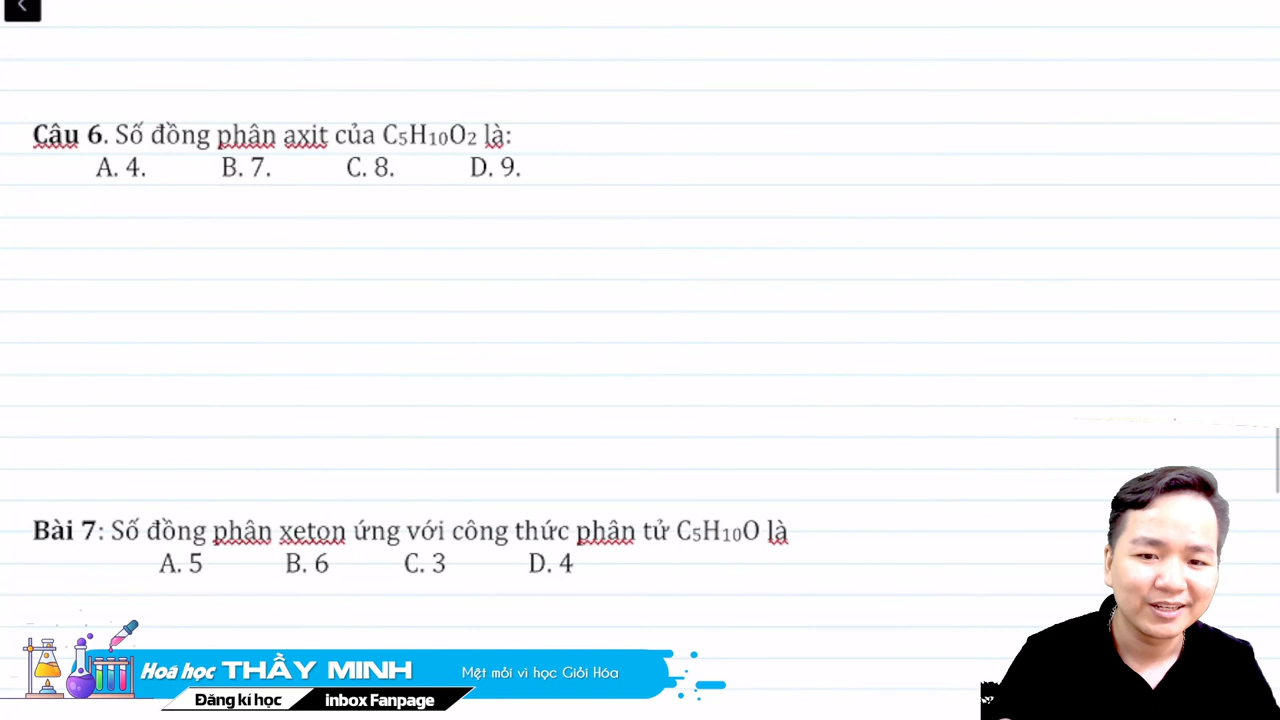 Câu 6. Số đồng phân axit của C₅H₁₀O₂ là:
A. 4. B. 7. C. 8. D. 9.
Bài 7: Số đồng phân xeton ứng với công thức phân tử C₅H₁₀O là
A. 5 B. 6 C. 3 D. 4
Hoá học THẦY MINH
Mệt mỏi vì học Giỏi Hóa
Đăng kí học inbox Fanpage